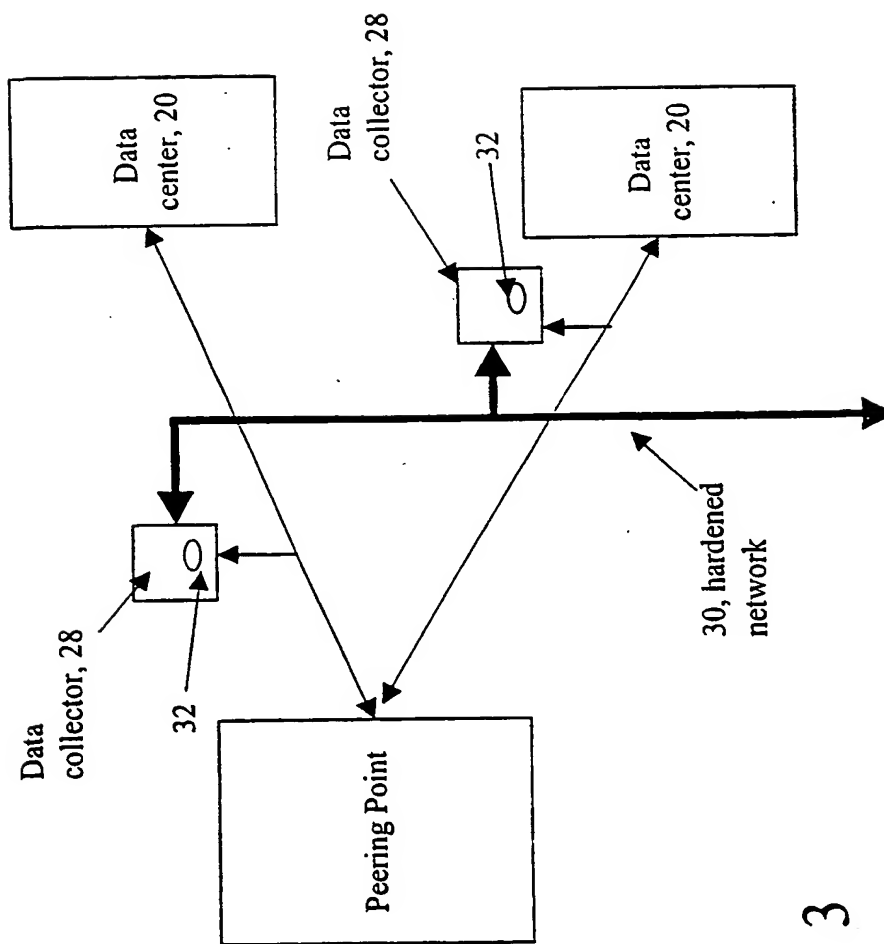 Data
collector, 28
32
Peering Point
Data
center, 20
Data
collector, 28
32
Data
center, 20
30, hardened
network
3